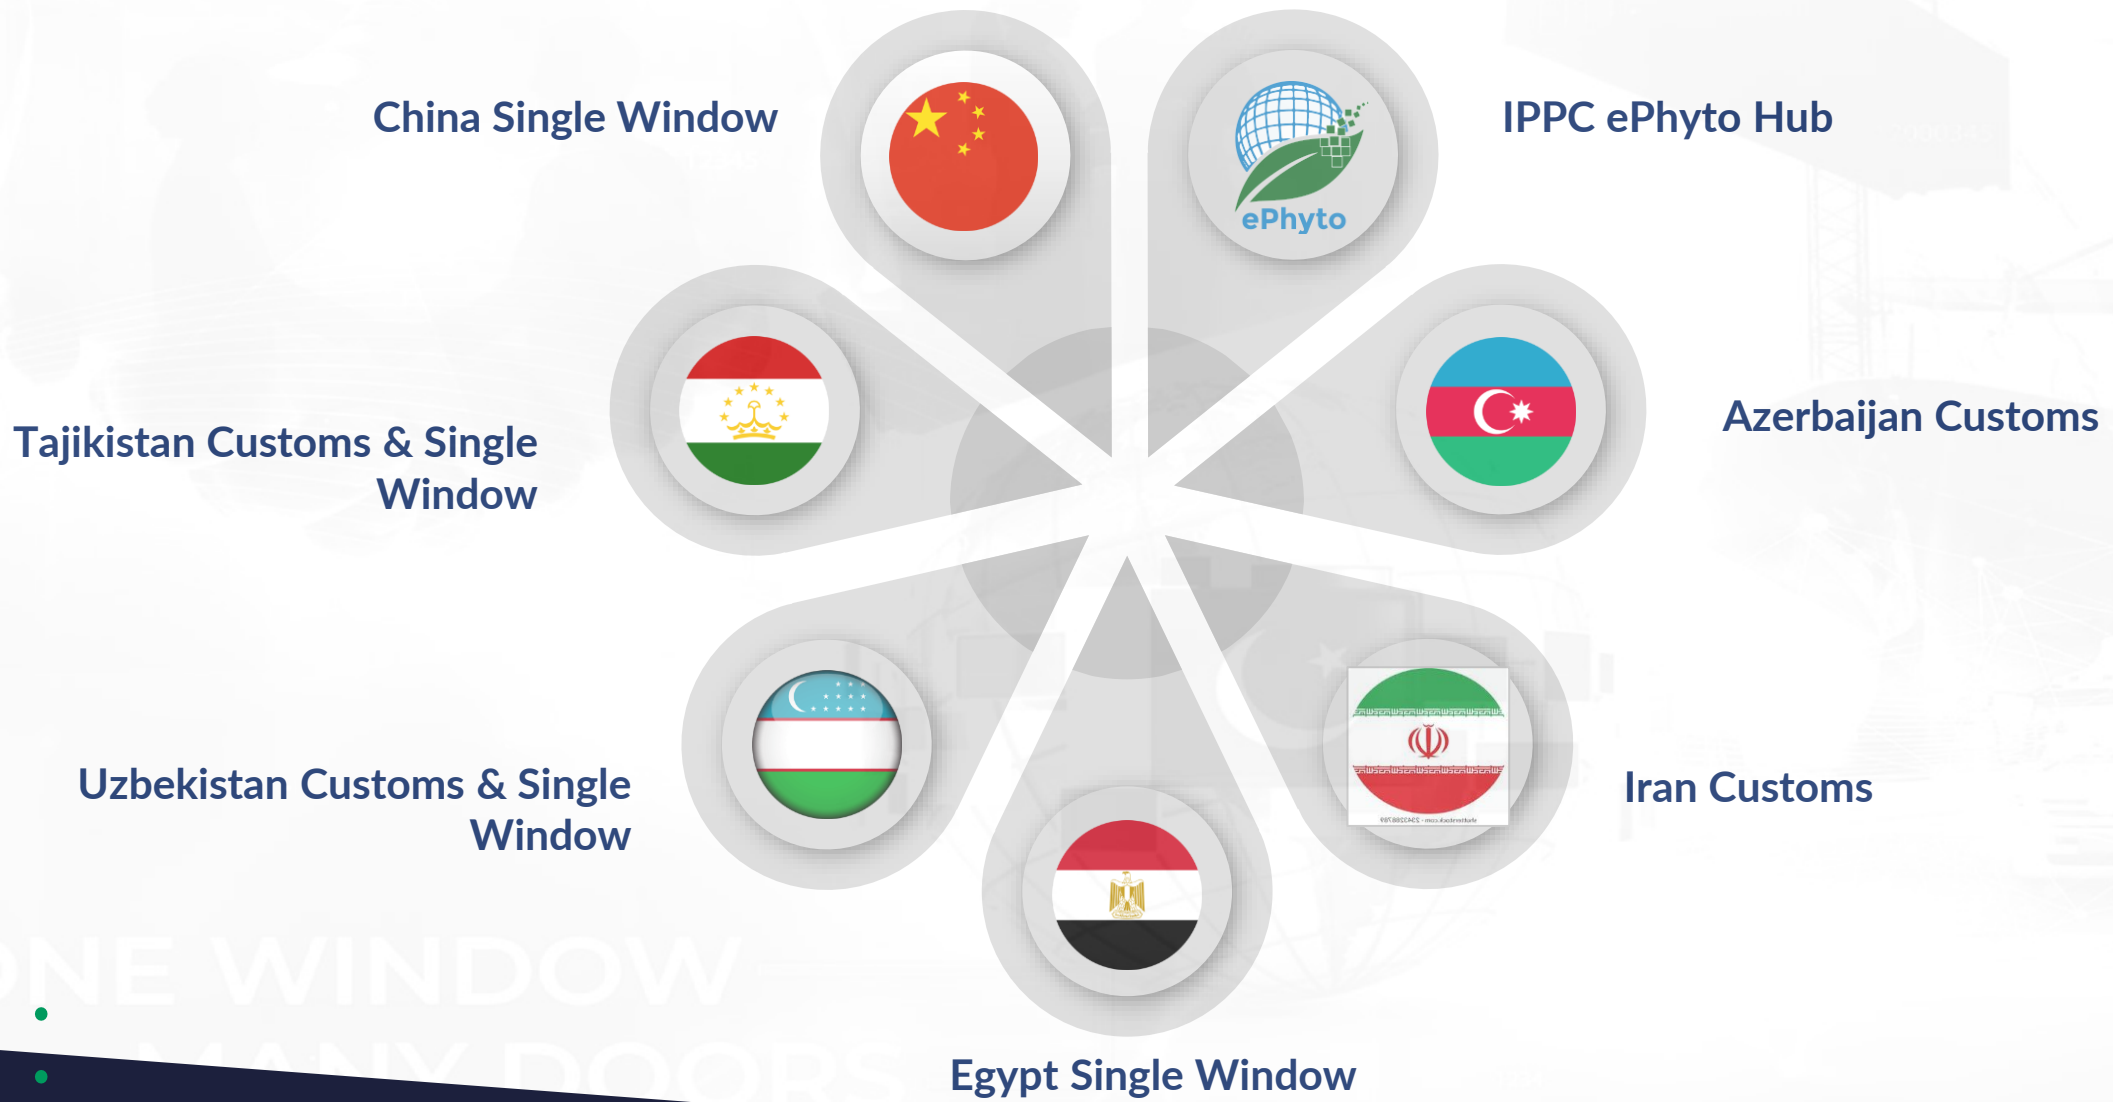 China Single Window
IPPC ePhyto Hub
ePhyto
Azerbaijan Customs
Tajikistan Customs & Single
Window
Uzbekistan Customs & Single
Window
Iran Customs
ONE WINDOW
MANY DOORS
Egypt Single Window